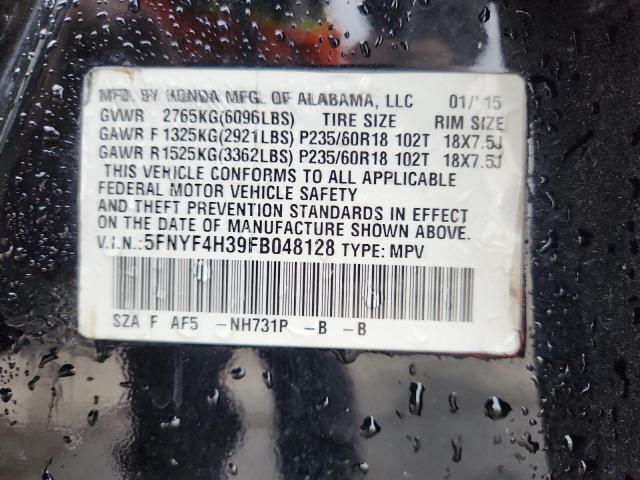 MFD. BY HONDA MFG. OF ALABAMA, LLC 01/15
GVWR 2765KG(6096LBS) TIRE SIZE RIM SIZE
GAWR F 1325KG(2921LBS) P235/60R18 102T 18X7.5J
GAWR R 1525KG(3362LBS) P235/60R18 102T 18X7.5J
THIS VEHICLE CONFORMS TO ALL APPLICABLE
FEDERAL MOTOR VEHICLE SAFETY
AND THEFT PREVENTION STANDARDS IN EFFECT
ON THE DATE OF MANUFACTURE SHOWN ABOVE.
V.I.N.:5FNYF4H39FB048128 TYPE: MPV
SZA F AF5 -NH731P -B -B